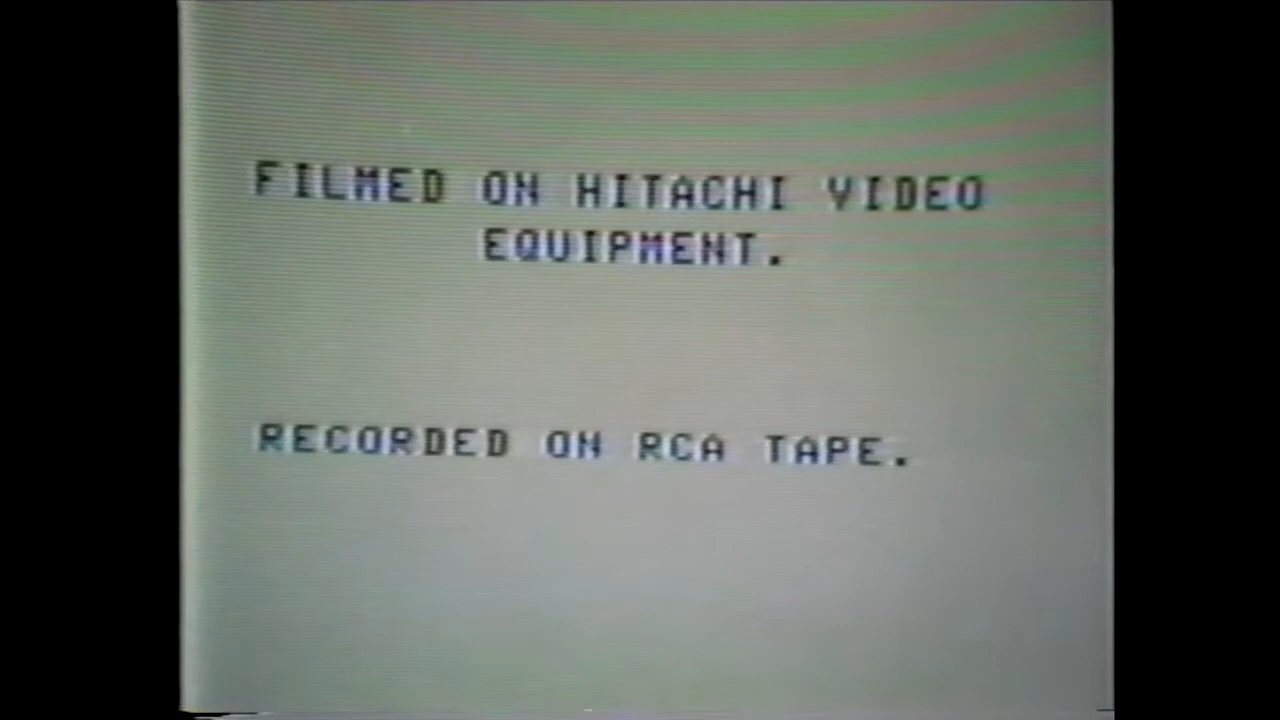 FILMED ON HITACHI VIDEO
EQUIPMENT.
RECORDED ON RCA TAPE.